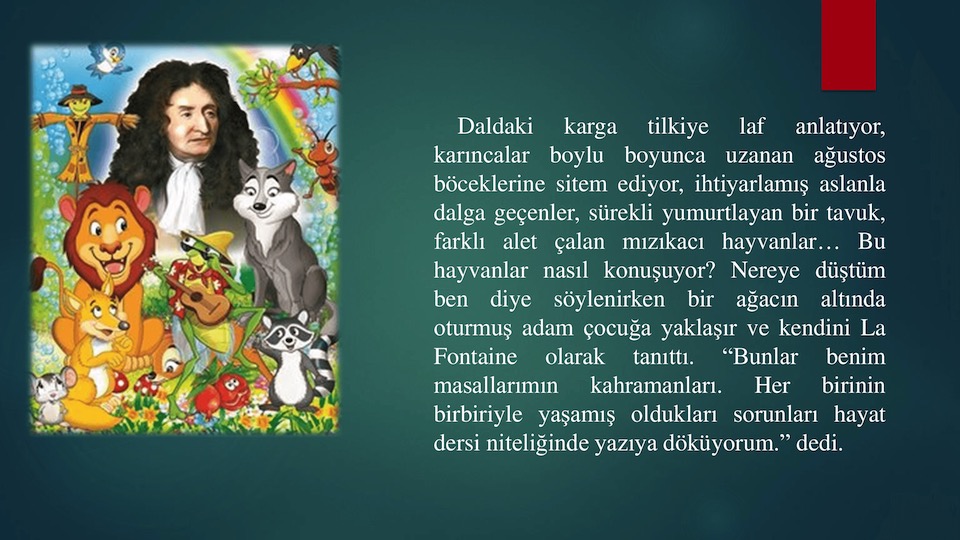 Daldaki karga tilkiye laf anlatıyor,
karıncalar boylu boyunca uzanan ağustos
böceklerine sitem ediyor, ihtiyarlamış aslanla
dalga geçenler, sürekli yumurtlayan bir tavuk,
farklı alet çalan mızıkacı hayvanlar… Bu
hayvanlar nasıl konuşuyor? Nereye düştüm
ben diye söylenirken bir ağacın altında
oturmuş adam çocuğa yaklaşır ve kendini La
Fontaine olarak tanıttı. “Bunlar benim
masallarımın kahramanları. Her birinin
birbiriyle yaşamış oldukları sorunları hayat
dersi niteliğinde yazıya döküyorum.” dedi.